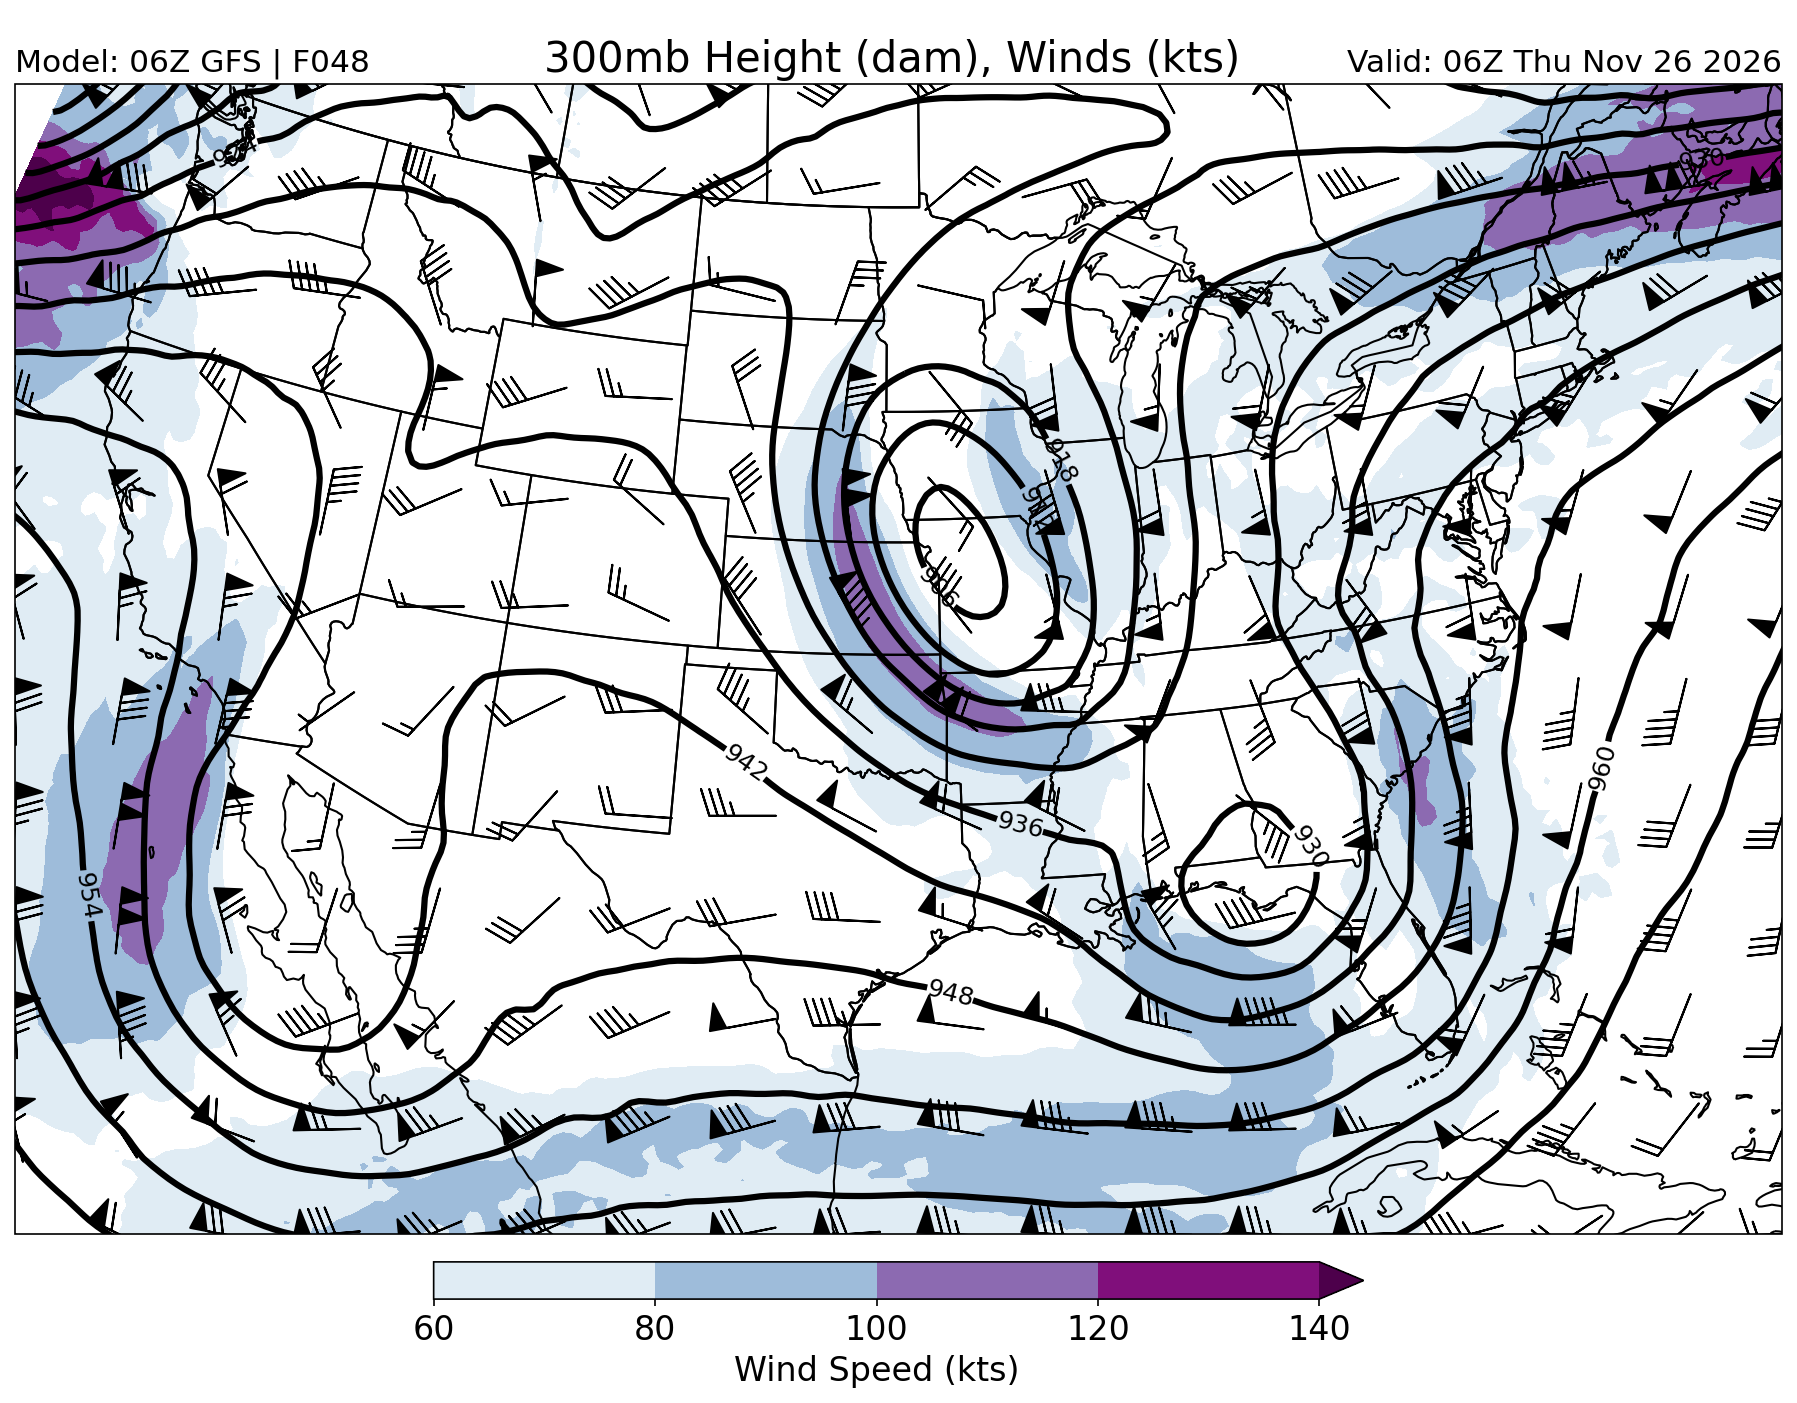 Model: 06Z GFS | F048
300mb Height (dam), Winds (kts)
Valid: 06Z Thu Nov 26 2026
930
918
906
942
936
930
960
954
948
60 80 100 120 140
Wind Speed (kts)